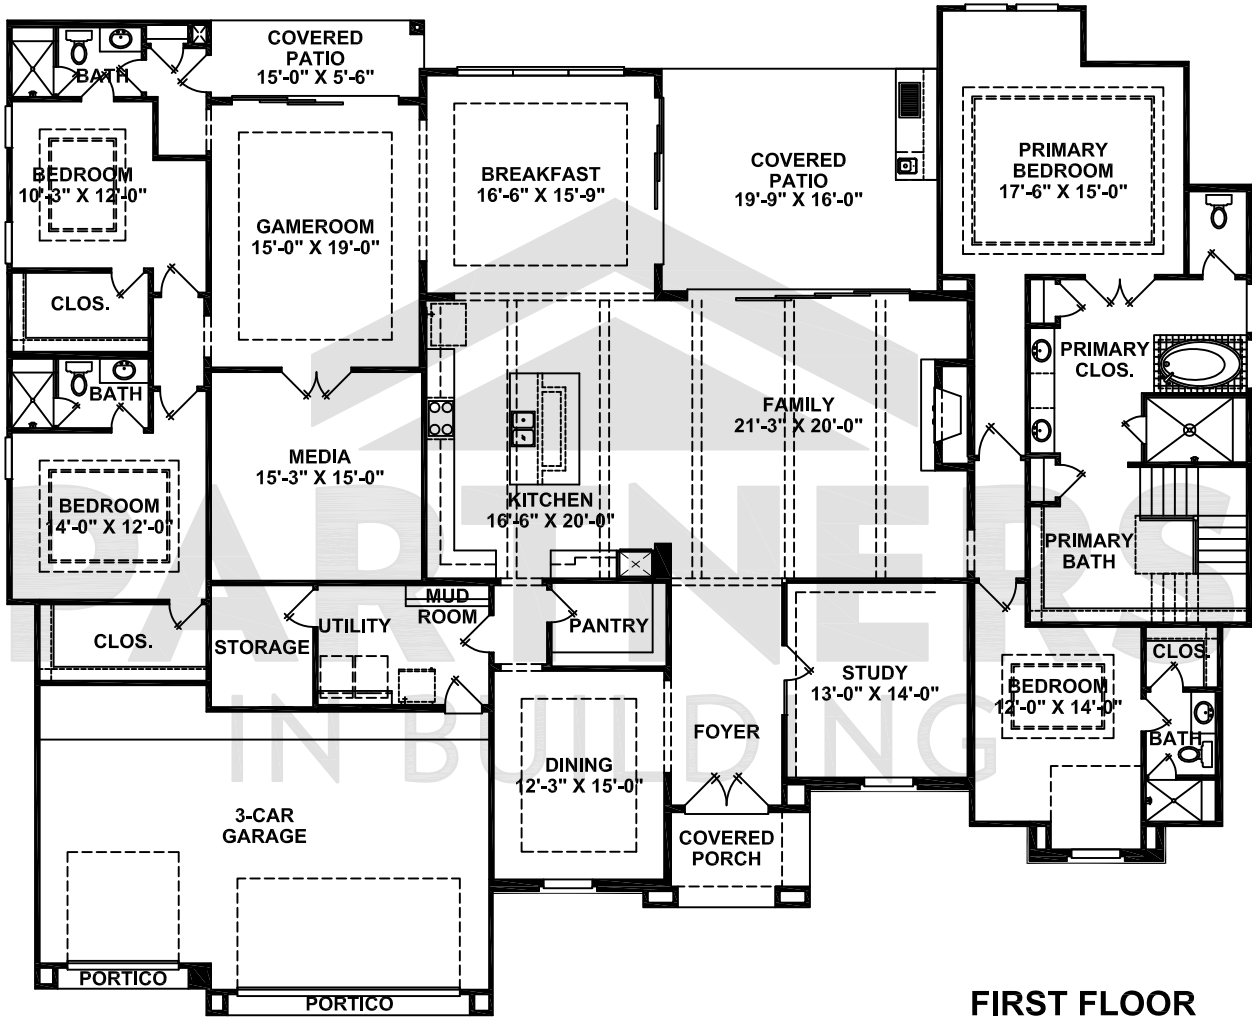 COVERED
PATIO
15'-0" X 5'-6"
BATH
BEDROOM
10'-3" X 12'-0"
GAMEROOM
15'-0" X 19'-0"
BREAKFAST
16'-6" X 15'-9"
COVERED
PATIO
19'-9" X 16'-0"
PRIMARY
BEDROOM
17'-6" X 15'-0"
CLOS.
PRIMARY
CLOS.
BATH
MEDIA
15'-3" X 15'-0"
FAMILY
21'-3" X 20'-0"
BEDROOM
14'-0" X 12'-0"
KITCHEN
16'-6" X 20'-0"
PRIMARY
BATH
PARTNERS
IN BUILDING
CLOS.
STORAGE
UTILITY
MUD
ROOM
PANTRY
STUDY
13'-0" X 14'-0"
CLOS.
BEDROOM
12'-0" X 14'-0"
BATH
FOYER
DINING
12'-3" X 15'-0"
3-CAR
GARAGE
COVERED
PORCH
PORTICO
PORTICO
FIRST FLOOR